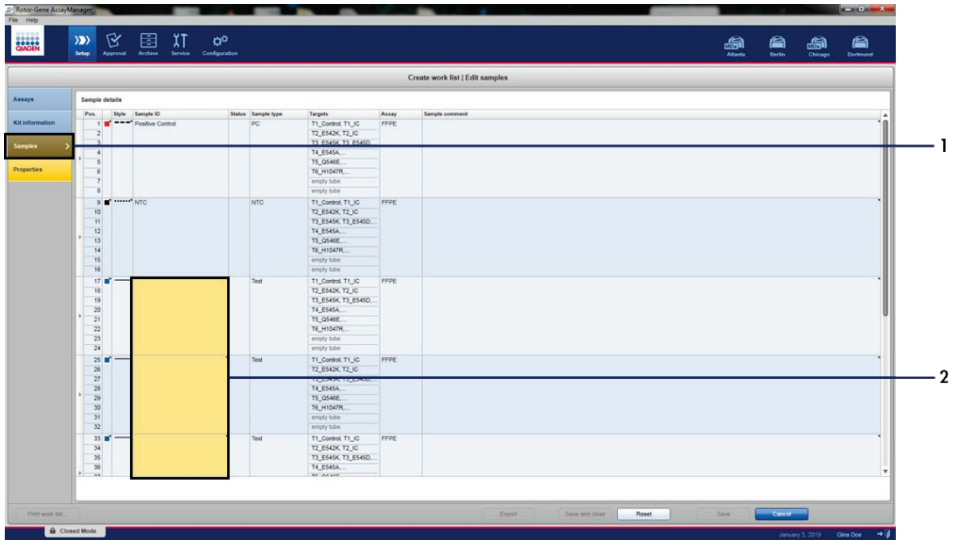 Rotor-Gene AssayManager
File Help
QIAGEN
Setup Approval Archive Service Configuration
Atlanta Berlin Chicago Dortmund
Create work list | Edit samples
Assays
Kit information
Samples
Properties
Sample details
Pos. Style Sample ID Status Sample type Targets Assay Sample comment
1 Positive Control PC T1_Control, T1_IC FFPE
2 T2_E542K, T2_IC
3 T3_E545K, T3_E545D,...
4 T4_E545A,...
5 T5_Q546E,...
6 T6_H1047R,...
7 empty tube
8 empty tube
9 NTC NTC T1_Control, T1_IC FFPE
10 T2_E542K, T2_IC
11 T3_E545K, T3_E545D,...
12 T4_E545A,...
13 T5_Q546E,...
14 T6_H1047R,...
15 empty tube
16 empty tube
17 Test T1_Control, T1_IC FFPE
18 T2_E542K, T2_IC
19 T3_E545K, T3_E545D,...
20 T4_E545A,...
21 T5_Q546E,...
22 T6_H1047R,...
23 empty tube
24 empty tube
25 Test T1_Control, T1_IC FFPE
26 T2_E542K, T2_IC
27 T3_E545K, T3_E545D,...
28 T4_E545A,...
29 T5_Q546E,...
30 T6_H1047R,...
31 empty tube
32 empty tube
33 Test T1_Control, T1_IC FFPE
34 T2_E542K, T2_IC
35 T3_E545K, T3_E545D,...
36 T4_E545A,...
Print work list... Export Save and close Reset Save Cancel
Closed Mode
January 3, 2019 Gina Doe
1
2